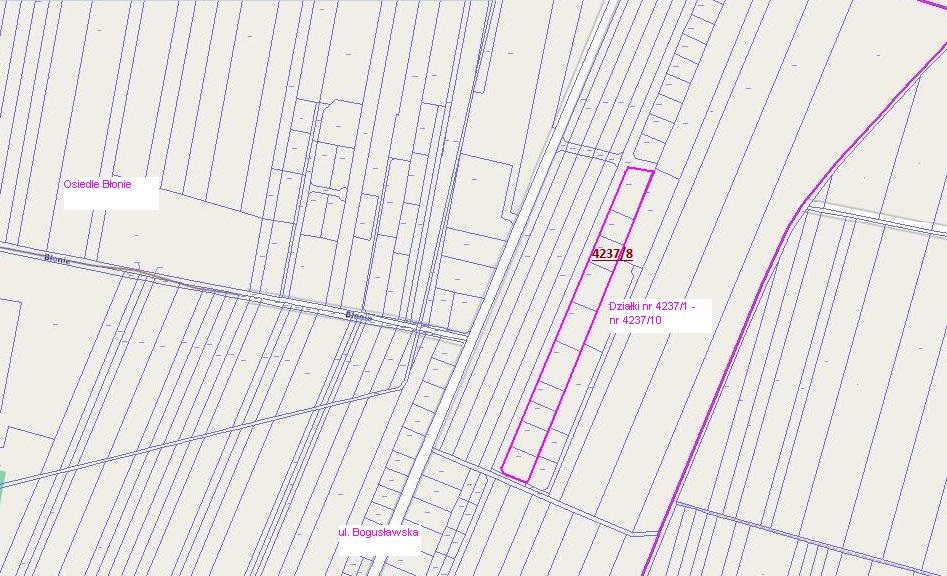 Osiedle Błonie
4237/8
Błonie
Działki nr 4237/1 -
nr 4237/10
Błonie
ul. Bogusławska